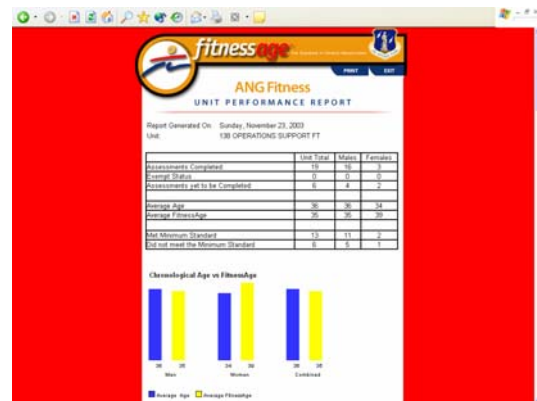 fitnessage
PRINT EXIT
ANG Fitness
UNIT PERFORMANCE REPORT
Report Generated On: Sunday, November 23, 2003
Unit: 138 OPERATIONS SUPPORT FT
Unit Total Males Females
Assessments Completed 19 16 3
Exempt Status 0 0 0
Assessments yet to be Completed 6 4 2
Average Age 36 36 34
Average FitnessAge 35 35 39
Met Minimum Standard 13 11 2
Did not meet the Minimum Standard 6 5 1
Chronological Age vs FitnessAge
36 35 34 39 36 35
Men Women Combined
Average Age Average FitnessAge